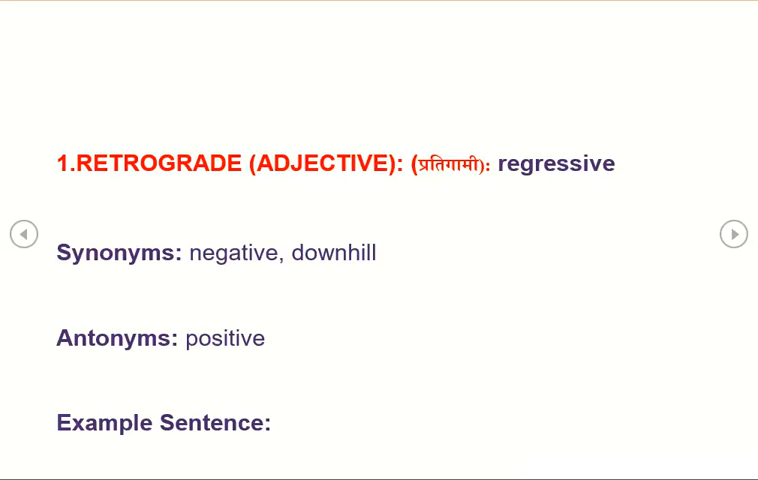 1.RETROGRADE (ADJECTIVE): (प्रतिगामी): regressive
Synonyms: negative, downhill
Antonyms: positive
Example Sentence: